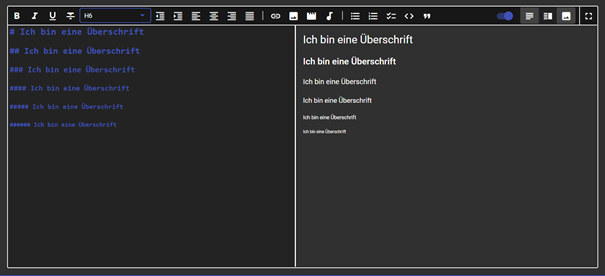 B I U T H6
# Ich bin eine Überschrift
## Ich bin eine Überschrift
### Ich bin eine Überschrift
#### Ich bin eine Überschrift
##### Ich bin eine Überschrift
###### Ich bin eine Überschrift
Ich bin eine Überschrift
Ich bin eine Überschrift
Ich bin eine Überschrift
Ich bin eine Überschrift
Ich bin eine Überschrift
Ich bin eine Überschrift